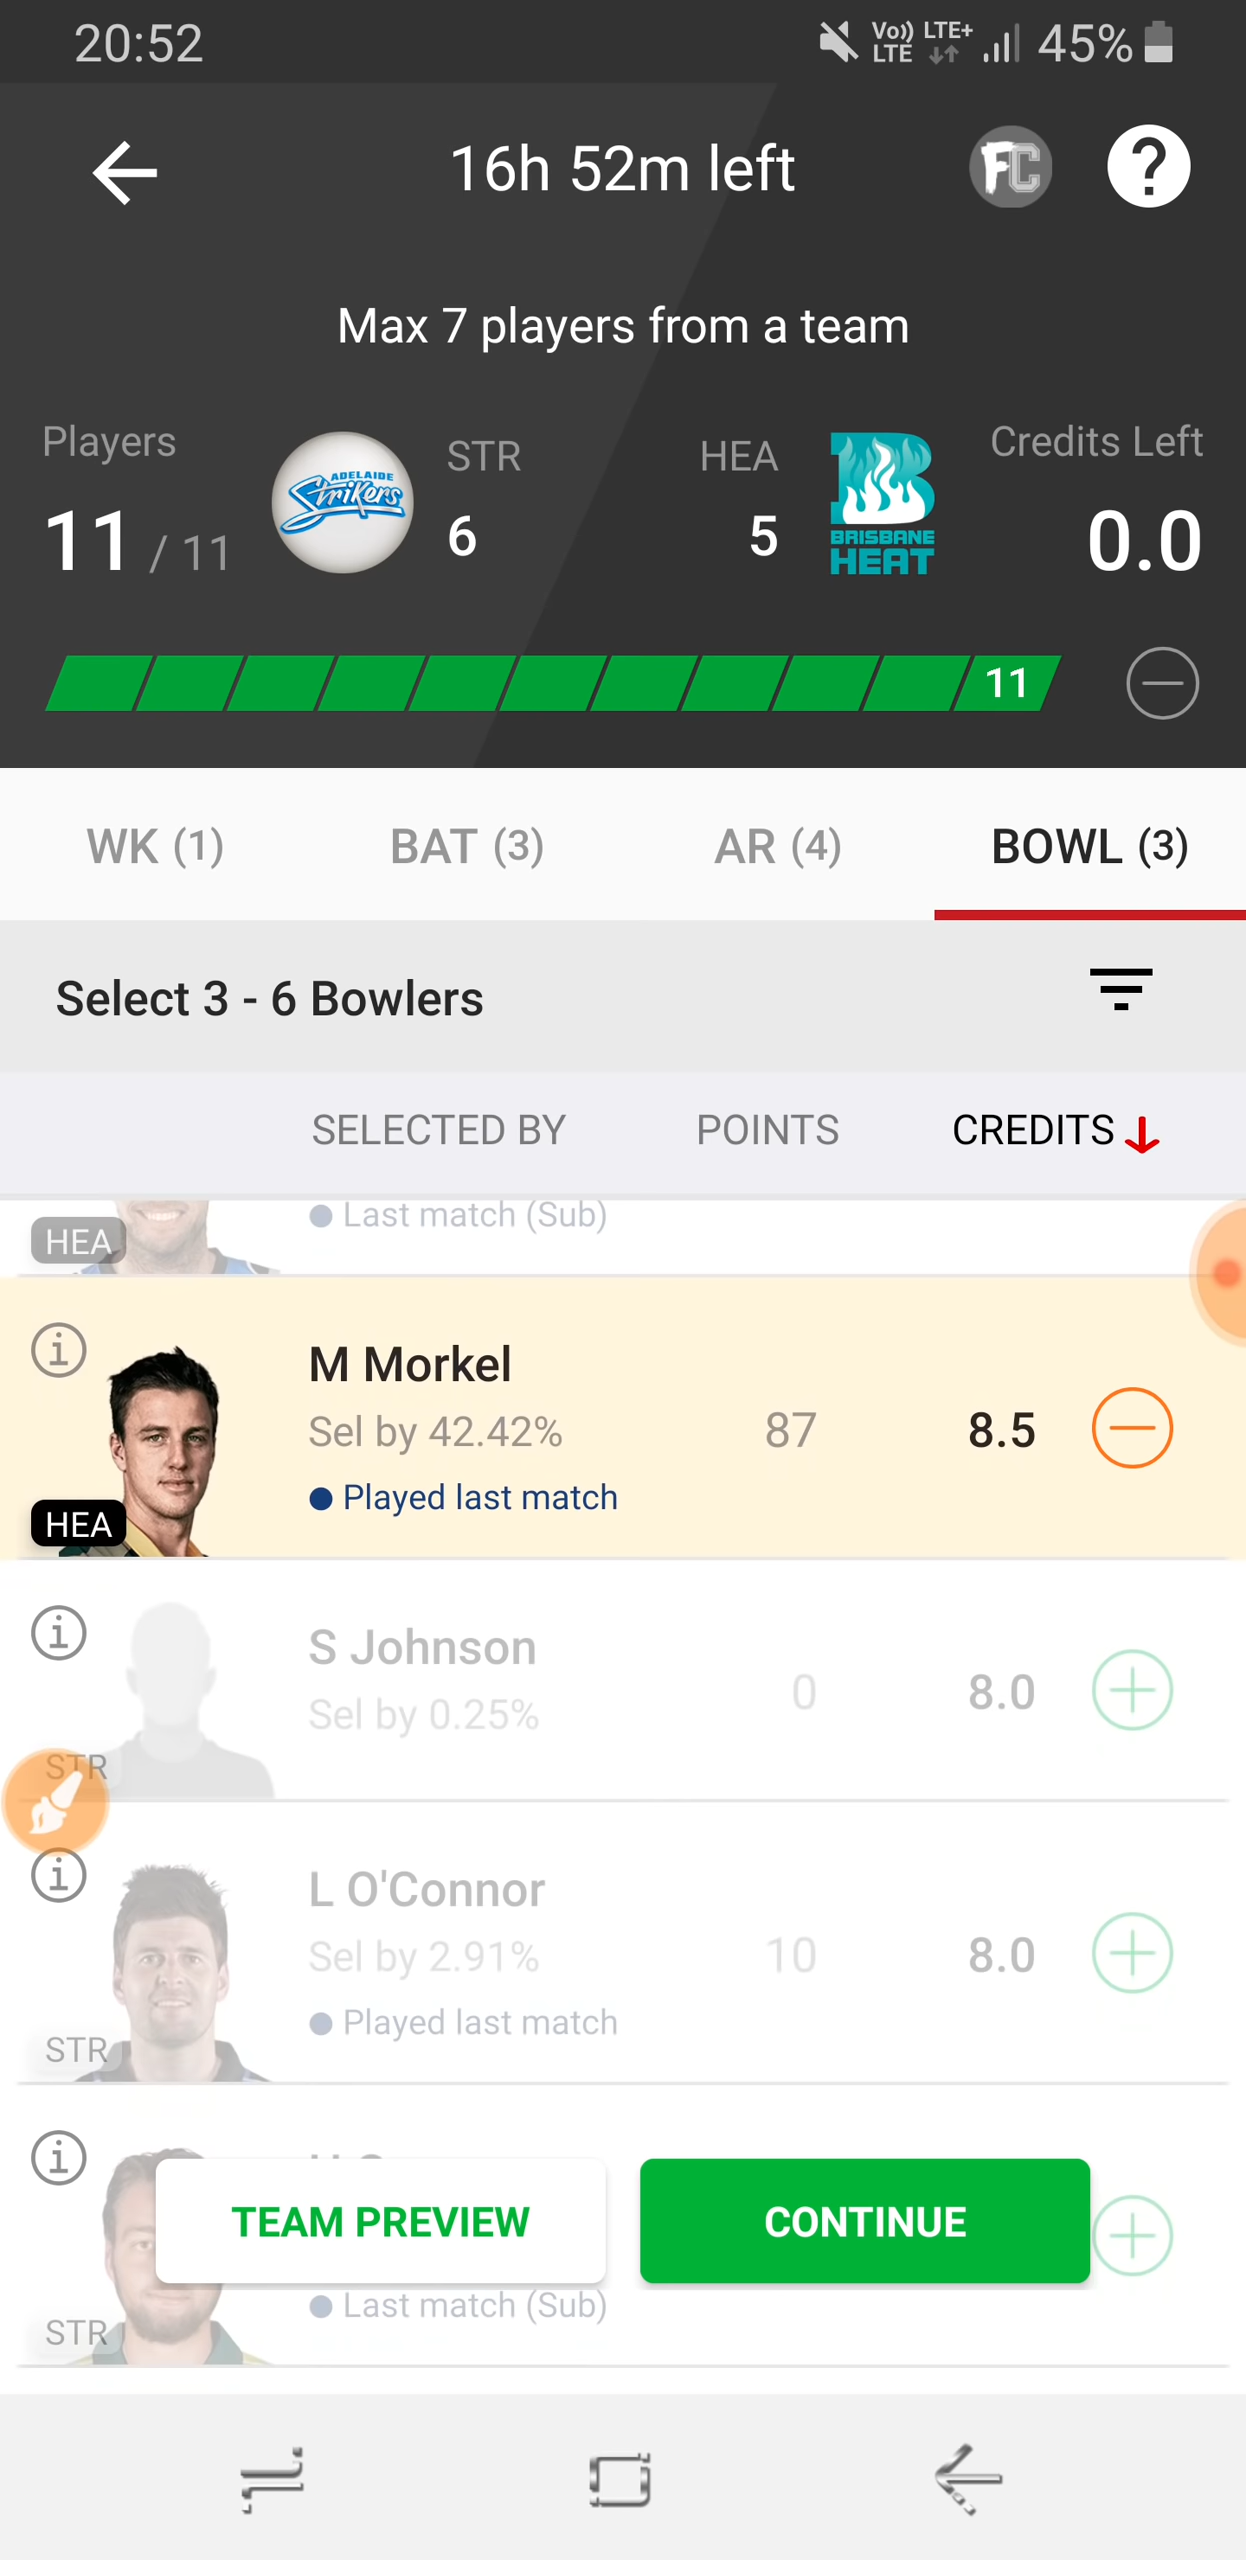 20:52
Vo)) LTE LTE+ 45%
16h 52m left
FC
?
Max 7 players from a team
Players
STR
HEA
Credits Left
11 / 11
ADELAIDE
Strikers
6
5
BRISBANE
HEAT
0.0
11
WK (1)
BAT (3)
AR (4)
BOWL (3)
Select 3 - 6 Bowlers
SELECTED BY
POINTS
CREDITS
Last match (Sub)
HEA
M Morkel
Sel by 42.42%
87
8.5
Played last match
HEA
S Johnson
Sel by 0.25%
0
8.0
STR
L O'Connor
Sel by 2.91%
10
8.0
Played last match
STR
TEAM PREVIEW
CONTINUE
Last match (Sub)
STR